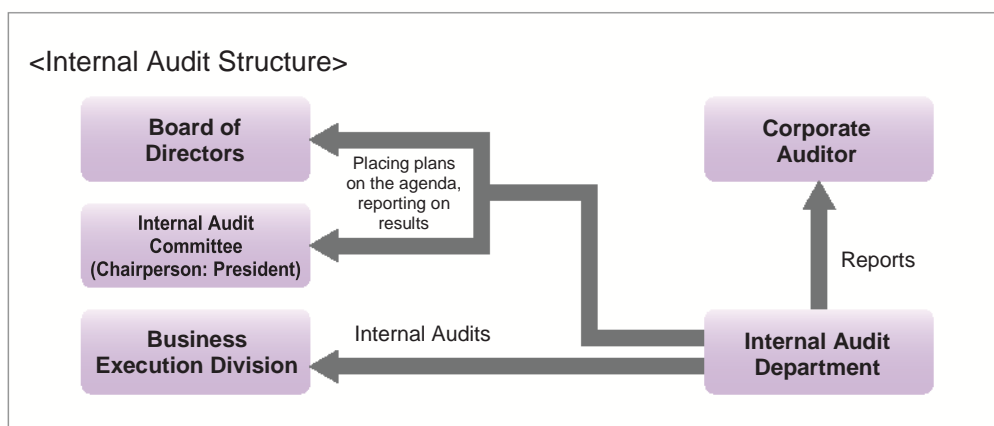 <Internal Audit Structure>
Board of
Directors
Corporate
Auditor
Placing plans
on the agenda,
reporting on
results
Internal Audit
Committee
(Chairperson: President)
Reports
Business
Execution Division
Internal Audits
Internal Audit
Department